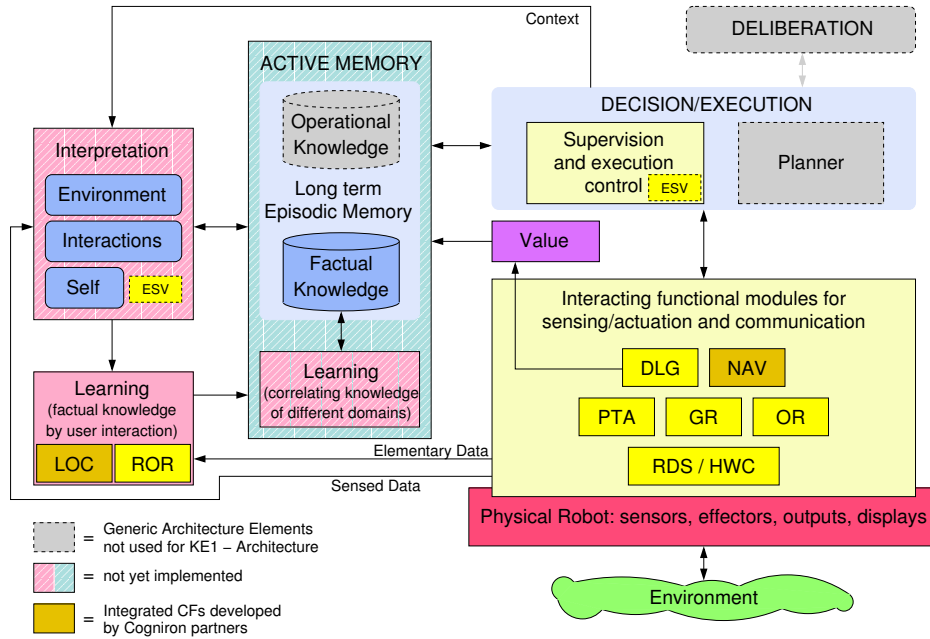 Context
DELIBERATION
ACTIVE MEMORY
Operational
Knowledge
Long term
Episodic Memory
Factual
Knowledge
Learning
(correlating knowledge
of different domains)
DECISION/EXECUTION
Supervision
and execution
control
ESV
Planner
Interpretation
Environment
Interactions
Self
ESV
Value
Interacting functional modules for
sensing/actuation and communication
DLG
NAV
PTA
GR
OR
RDS / HWC
Learning
(factual knowledge
by user interaction)
LOC
ROR
Elementary Data
Sensed Data
Physical Robot: sensors, effectors, outputs, displays
Environment
= Generic Architecture Elements
not used for KE1 − Architecture
= not yet implemented
= Integrated CFs developed
by Cogniron partners